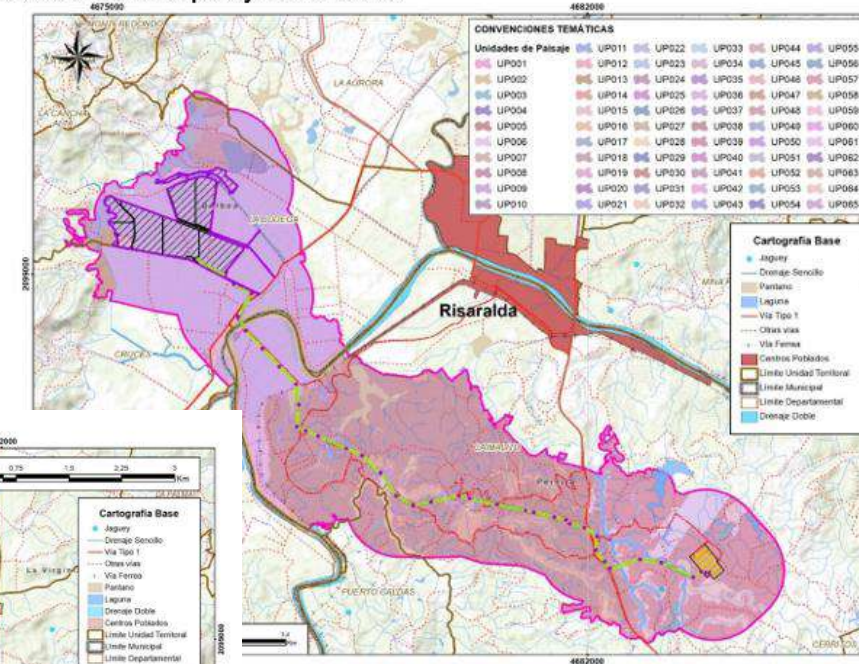 4675000
4682000
CONVENCIONES TEMÁTICAS
Unidades de Paisaje
UP001
UP002
UP003
UP004
UP005
UP006
UP007
UP008
UP009
UP010
UP011
UP012
UP013
UP014
UP015
UP016
UP017
UP018
UP019
UP020
UP021
UP022
UP023
UP024
UP025
UP026
UP027
UP028
UP029
UP030
UP031
UP032
UP033
UP034
UP035
UP036
UP037
UP038
UP039
UP040
UP041
UP042
UP043
UP044
UP045
UP046
UP047
UP048
UP049
UP050
UP051
UP052
UP053
UP054
UP055
UP056
UP057
UP058
UP059
UP060
UP061
UP062
UP063
UP064
UP065
LA AURORA
2099000
Risaralda
CRUCES
PUERTO CALDAS
Cartografía Base
Jaguey
Drenaje Sencillo
Pantano
Laguna
Vía Tipo 1
Otras vías
Vía Ferrea
Centros Poblados
Límite Unidad Territorial
Límite Municipal
Límite Departamental
Drenaje Doble
0,75 1,5 2,25 3
Km
Cartografía Base
Jaguey
Drenaje Sencillo
Vía Tipo 1
Otras vías
Vía Ferrea
Pantano
Laguna
Drenaje Doble
Centros Poblados
Límite Unidad Territorial
Límite Municipal
Límite Departamental
4682000